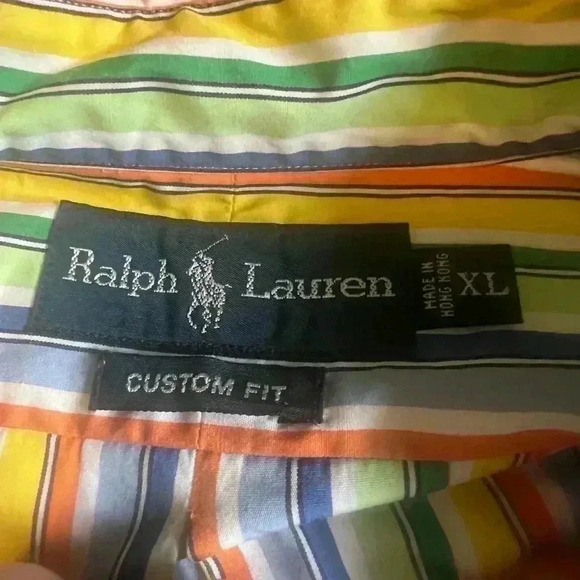 Ralph Lauren
MADE IN
HONG KONG
XL
CUSTOM FIT